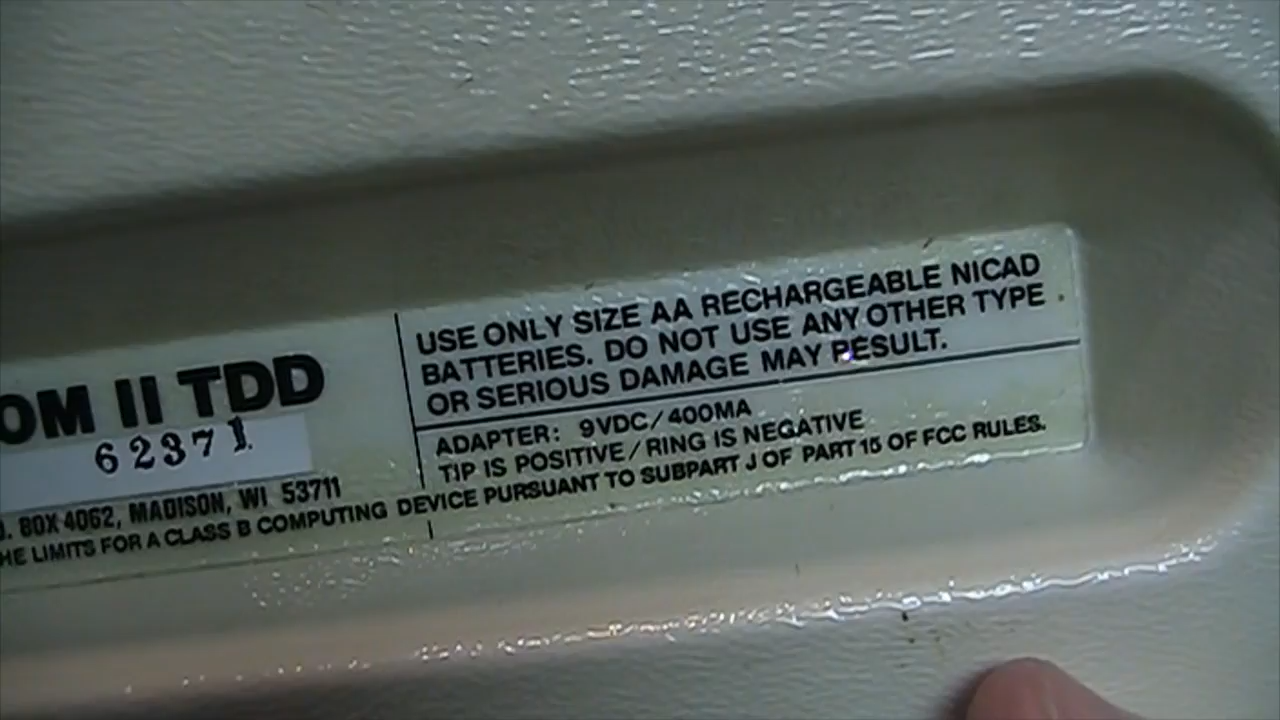 OM II TDD
62371
. BOX 4062, MADISON, WI 53711
HE LIMITS FOR A CLASS B COMPUTING DEVICE PURSUANT TO SUBPART J OF PART 15 OF FCC RULES.
USE ONLY SIZE AA RECHARGEABLE NICAD
BATTERIES. DO NOT USE ANY OTHER TYPE
OR SERIOUS DAMAGE MAY RESULT.
ADAPTER: 9VDC/400MA
TIP IS POSITIVE/RING IS NEGATIVE